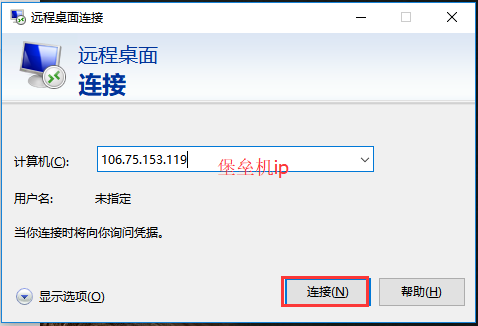 远程桌面连接
远程桌面
连接
计算机(C):
106.75.153.119
堡垒机ip
用户名:
未指定
当你连接时将向你询问凭据。
显示选项(O)
连接(N)
帮助(H)